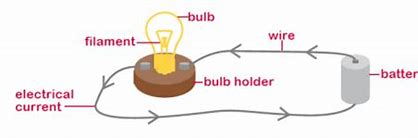 bulb
filament
wire
bulb holder
batter
electrical
current